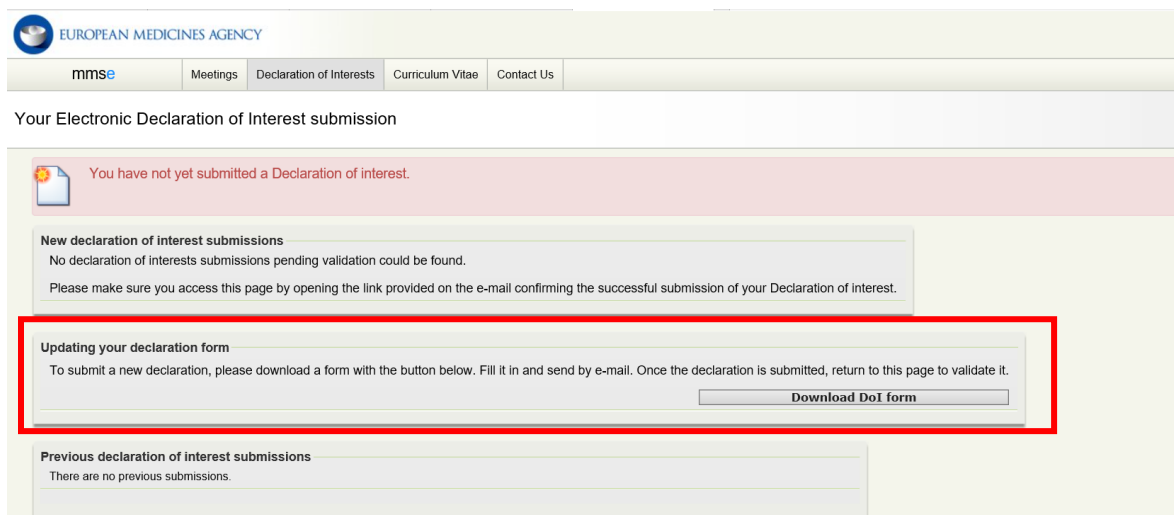 EUROPEAN MEDICINES AGENCY
mmse Meetings Declaration of Interests Curriculum Vitae Contact Us
Your Electronic Declaration of Interest submission
You have not yet submitted a Declaration of interest.
New declaration of interest submissions
No declaration of interests submissions pending validation could be found.
Please make sure you access this page by opening the link provided on the e-mail confirming the successful submission of your Declaration of interest.
Updating your declaration form
To submit a new declaration, please download a form with the button below. Fill it in and send by e-mail. Once the declaration is submitted, return to this page to validate it.
Download DoI form
Previous declaration of interest submissions
There are no previous submissions.